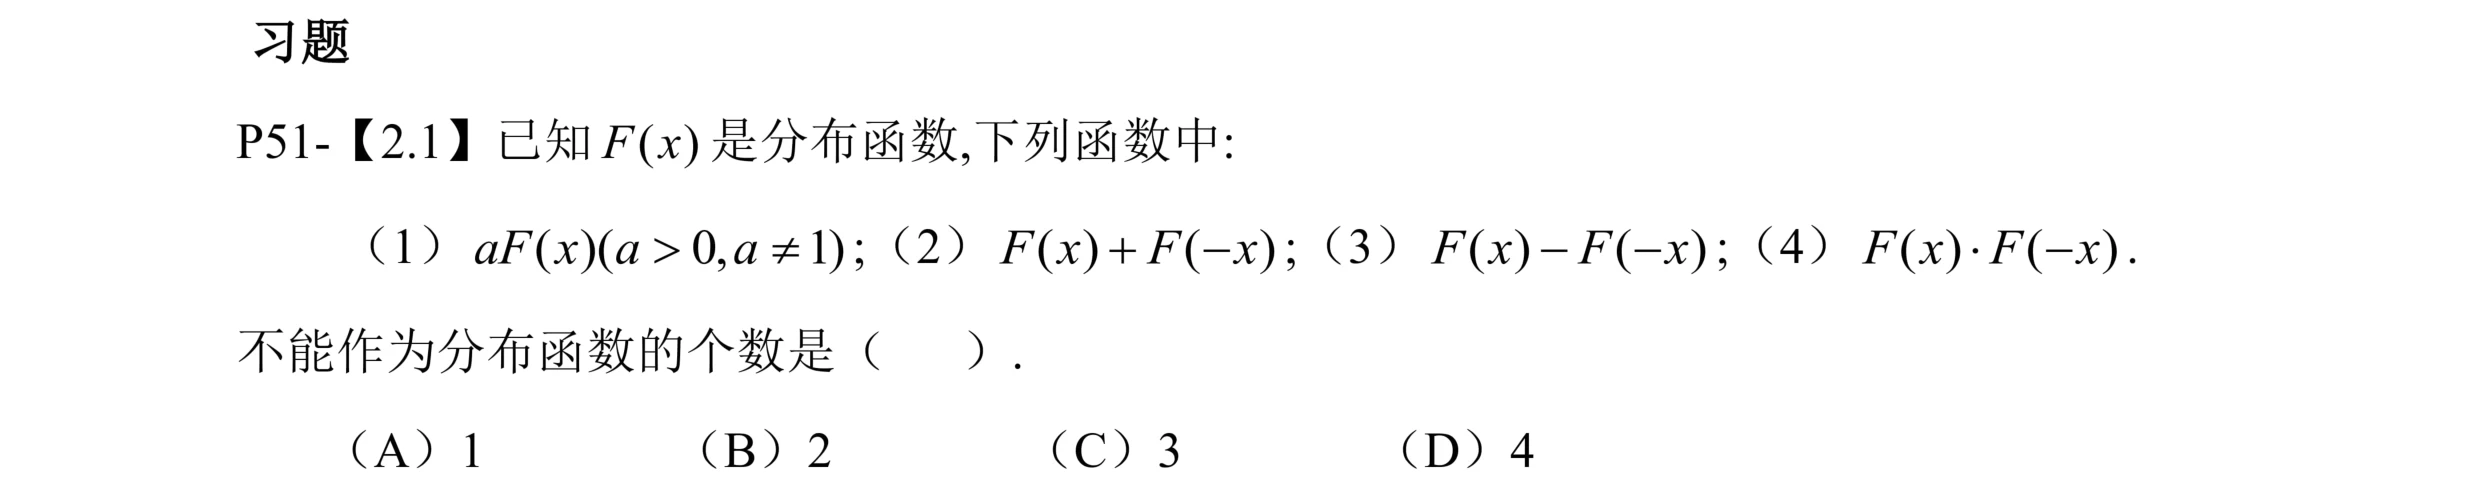 习题
P51-【2.1】已知F(x)是分布函数,下列函数中:
（1）aF(x)(a > 0, a ≠ 1);（2）F(x) + F(−x);（3）F(x) − F(−x);（4）F(x)·F(−x).
不能作为分布函数的个数是（　　）.
（A）1　（B）2　（C）3　（D）4